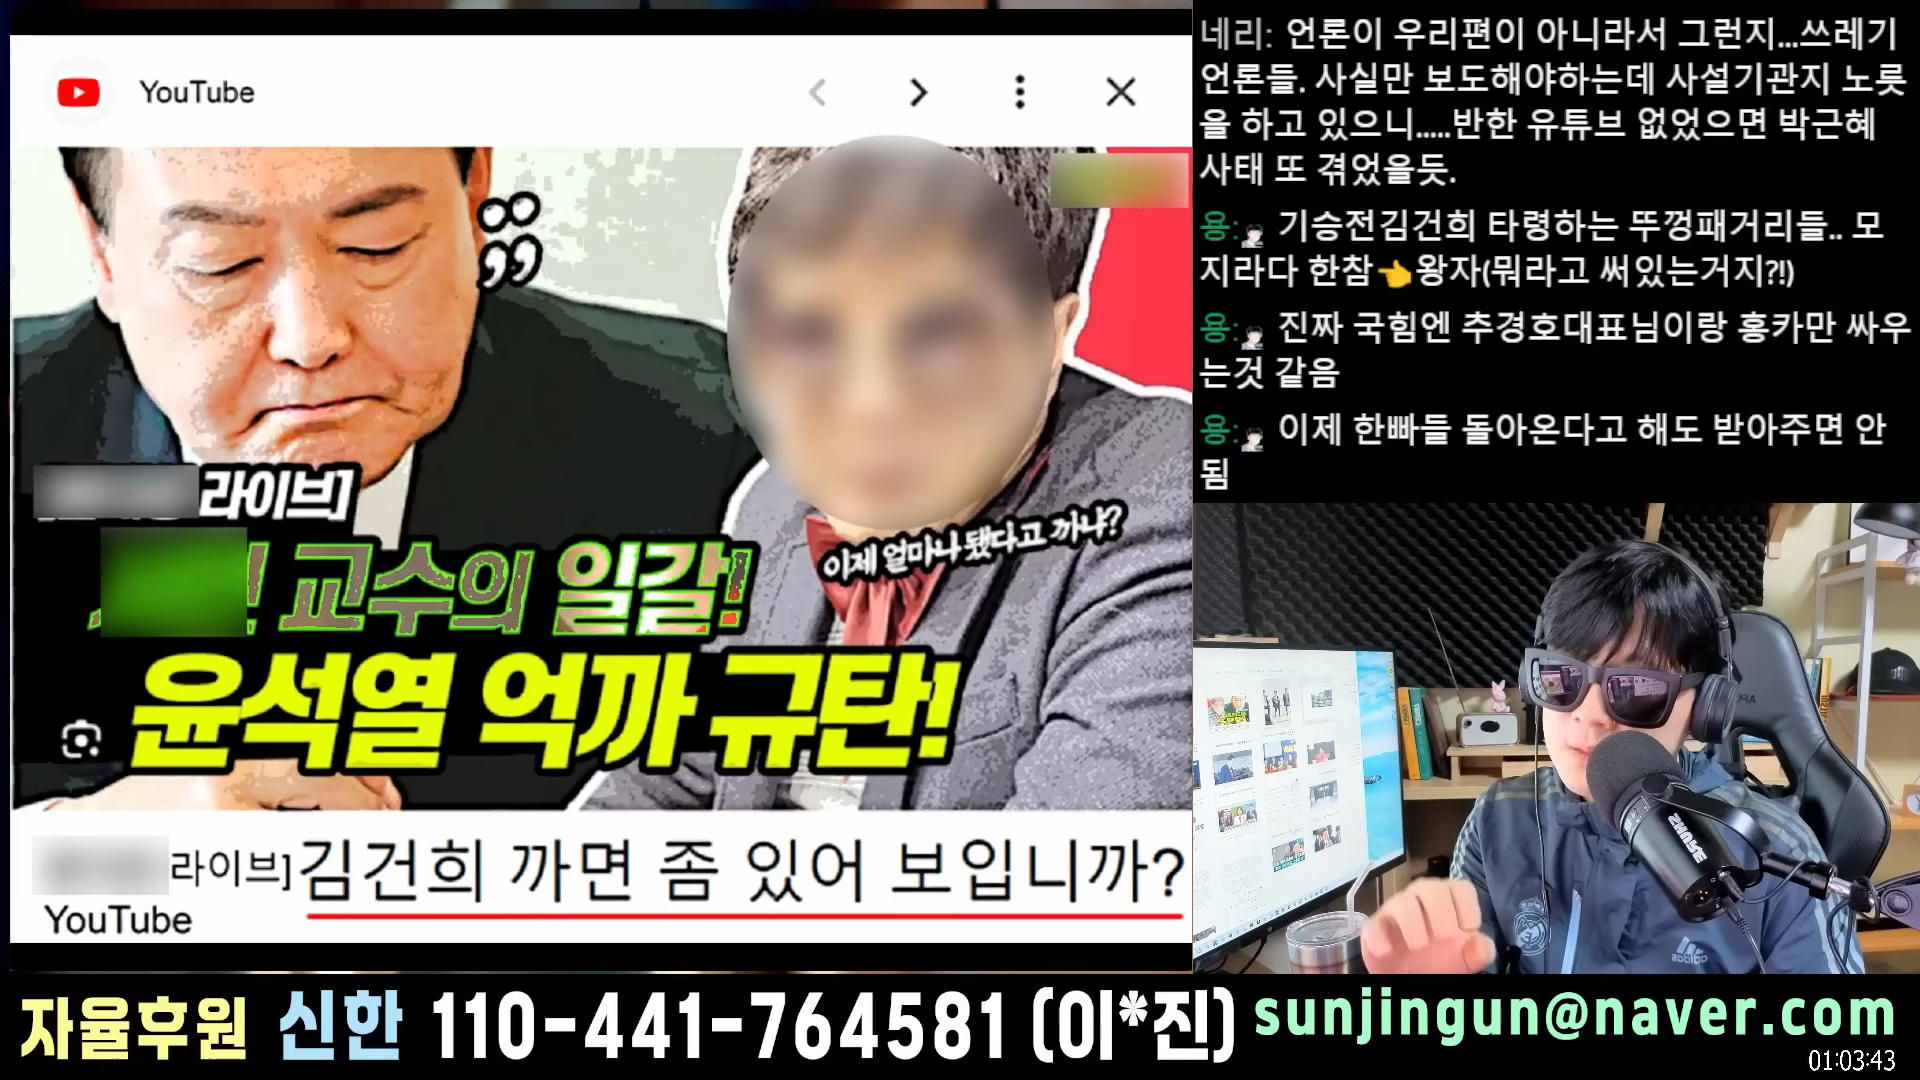 YouTube
라이브]
교수의 일갈!
이제 얼마나 됐다고 까냐?
윤석열 억까 규탄!
라이브]김건희 까면 좀 있어 보입니까?
YouTube
네리: 언론이 우리편이 아니라서 그런지...쓰레기
언론들. 사실만 보도해야하는데 사설기관지 노릇
을 하고 있으니.....반한 유튜브 없었으면 박근혜
사태 또 겪었을듯.
용: 기승전김건희 타령하는 뚜껑패거리들.. 모
지라다 한참👈왕자(뭐라고 써있는거지?!)
용: 진짜 국힘엔 추경호대표님이랑 홍카만 싸우
는것 같음
용: 이제 한빠들 돌아온다고 해도 받아주면 안
됨
SHURE
adidas
자율후원 신한 110-441-764581 (이*진) sunjingun@naver.com
01:03:43